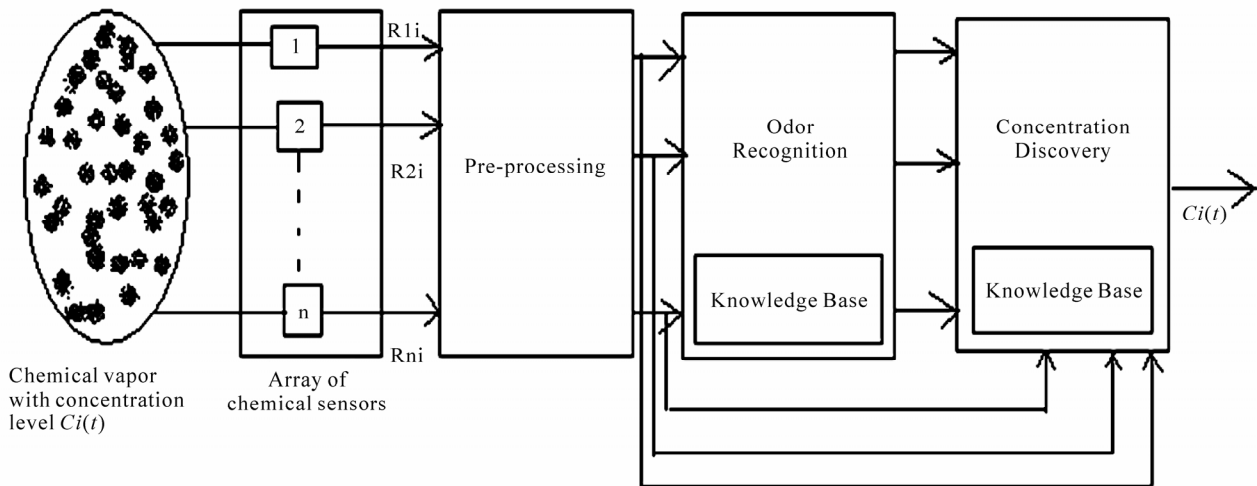 R1i
1
2
R2i
n
Rni
Pre-processing
Odor
Recognition
Knowledge Base
Concentration
Discovery
Knowledge Base
Ci(t)
Chemical vapor
with concentration
level Ci(t)
Array of
chemical sensors